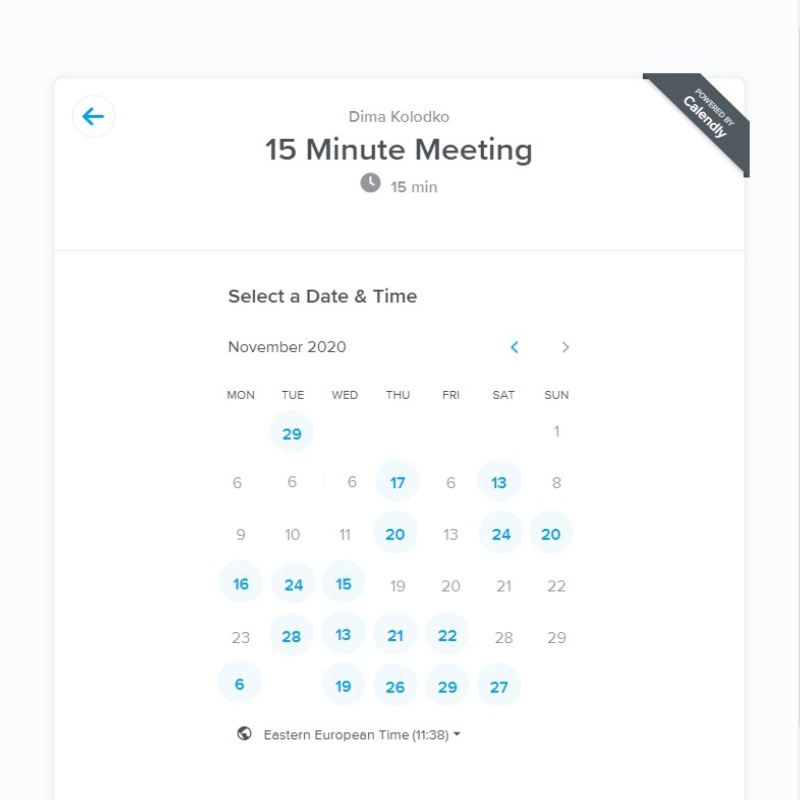 POWERED BY
Calendly
Dima Kolodko
15 Minute Meeting
15 min
Select a Date & Time
November 2020
MON TUE WED THU FRI SAT SUN
29 1
6 6 6 17 6 13 8
9 10 11 20 13 24 20
16 24 15 19 20 21 22
23 28 13 21 22 28 29
6 19 26 29 27
Eastern European Time (11:38)